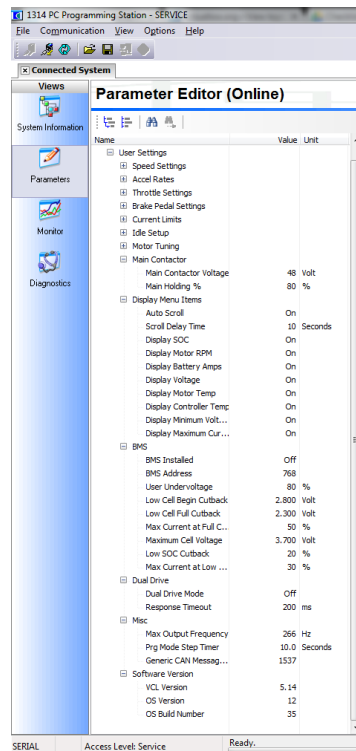 1314 PC Programming Station - SERVICE
File Communication View Options Help
Connected System
Views
Parameter Editor (Online)
System Information
Parameters
Monitor
Diagnostics
Name Value Unit
User Settings
Speed Settings
Accel Rates
Throttle Settings
Brake Pedal Settings
Current Limits
Idle Setup
Motor Tuning
Main Contactor
Main Contactor Voltage 48 Volt
Main Holding % 80 %
Display Menu Items
Auto Scroll On
Scroll Delay Time 10 Seconds
Display SOC On
Display Motor RPM On
Display Battery Amps On
Display Voltage On
Display Motor Temp On
Display Controller Temp On
Display Minimum Volt... On
Display Maximum Cur... On
BMS
BMS Installed Off
BMS Address 768
User Undervoltage 80 %
Low Cell Begin Cutback 2.800 Volt
Low Cell Full Cutback 2.300 Volt
Max Current at Full C... 50 %
Maximum Cell Voltage 3.700 Volt
Low SOC Cutback 20 %
Max Current at Low ... 30 %
Dual Drive
Dual Drive Mode Off
Response Timeout 200 ms
Misc
Max Output Frequency 266 Hz
Prg Mode Step Timer 10.0 Seconds
Generic CAN Messag... 1537
Software Version
VCL Version 5.14
OS Version 12
OS Build Number 35
SERIAL Access Level: Service Ready.